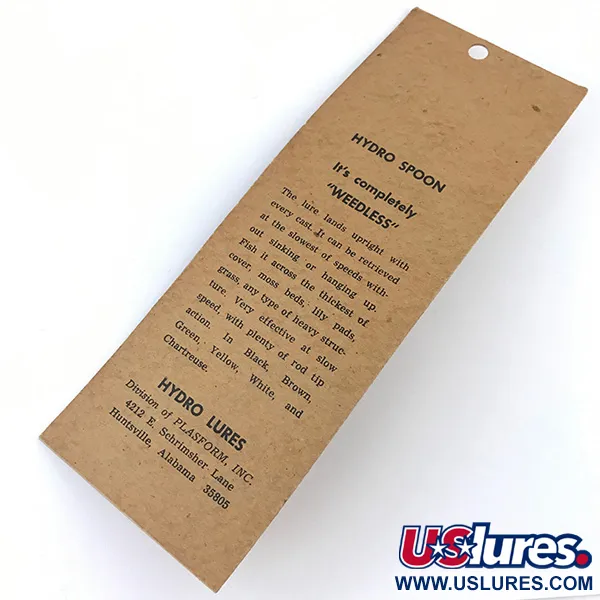 HYDRO SPOON
It's completely
"WEEDLESS"
The lure lands upright with
every cast. It can be retrieved
at the slowest of speeds with-
out sinking or hanging up.
Fish it across the thickest of
cover, moss beds, lily pads,
grass, any type of heavy struc-
ture. Very effective at slow
speed, with plenty of rod tip
action. In Black, Brown,
Green, Yellow, White, and
Chartreuse.
HYDRO LURES
Division of PLASFORM, INC.
4212 E. Schrimsher Lane
Huntsville, Alabama 35805
USlures.
WWW.USLURES.COM